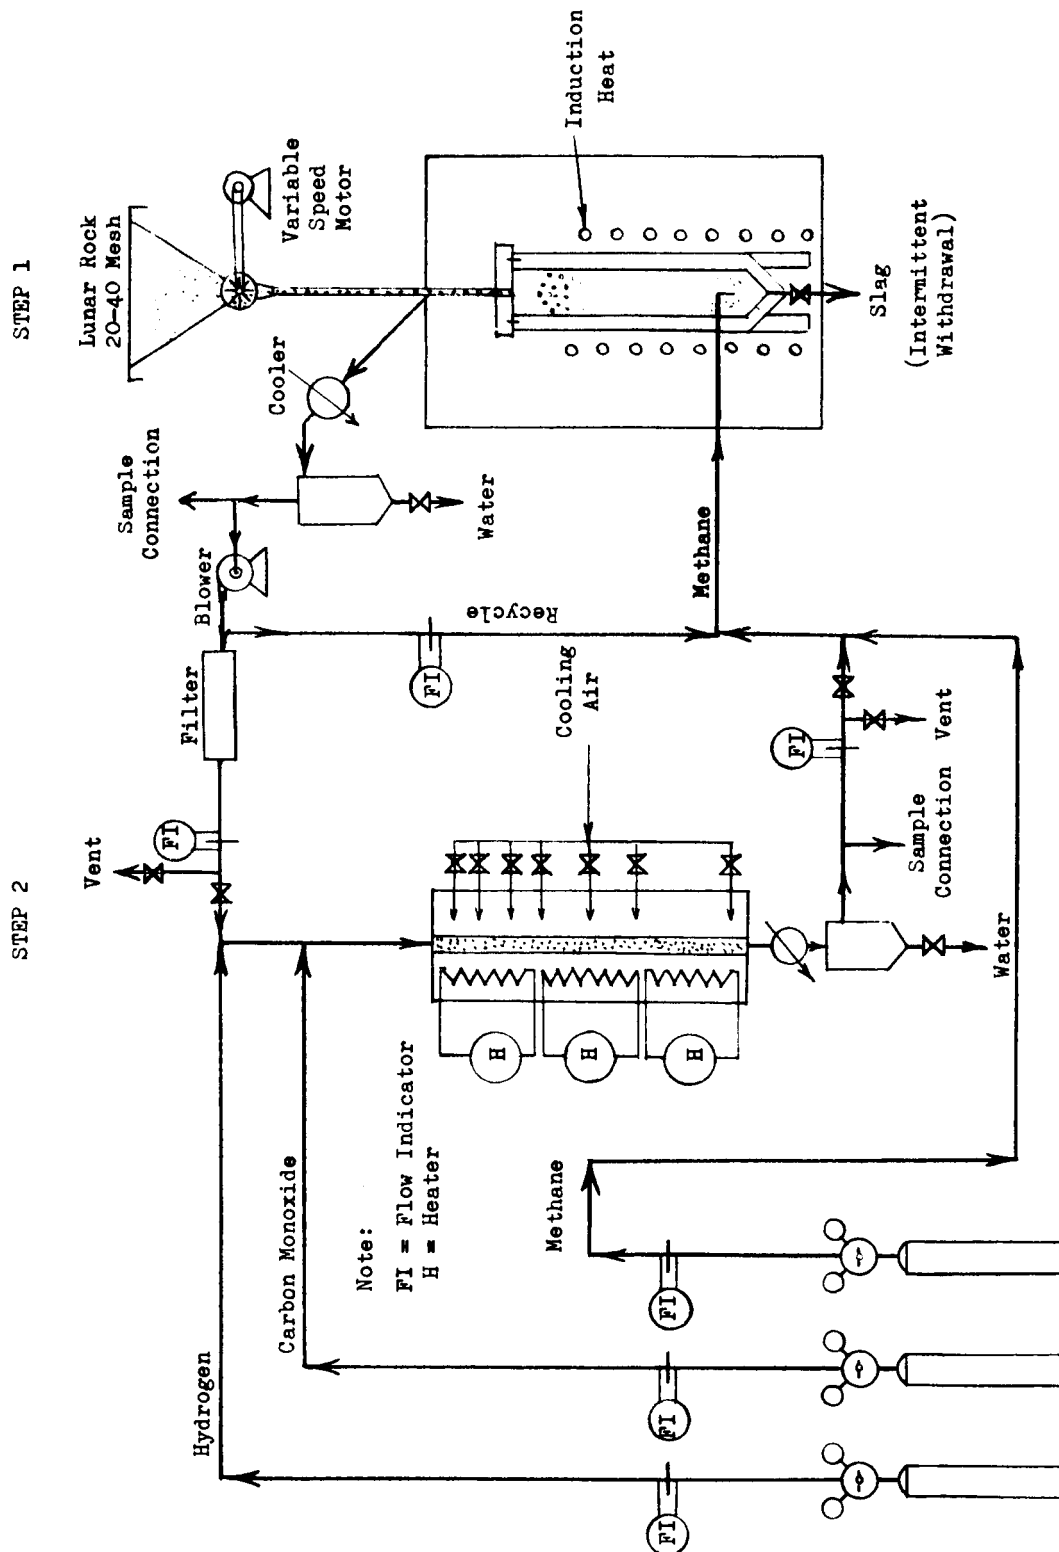 STEP 1
Lunar Rock
20-40 Mesh
Variable
Speed
Motor
Induction
Heat
Cooler
Sample
Connection
Water
Slag
(Intermittent
Withdrawal)
Blower
Recycle
Methane
Filter
FI
STEP 2
Vent
FI
Cooling
Air
FI
Vent
Sample
Connection
Water
H
H
H
Hydrogen
Carbon Monoxide
Note:
FI = Flow Indicator
H = Heater
Methane
FI
FI
FI